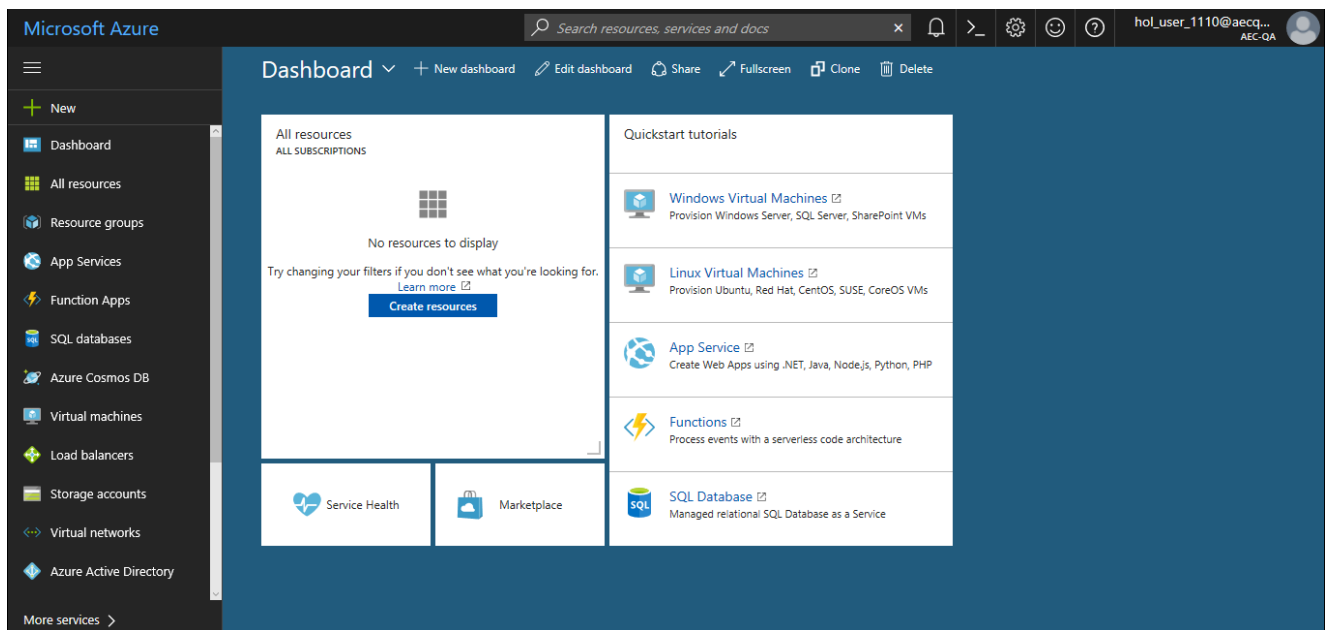 Microsoft Azure
Search resources, services and docs
hol_user_1110@aecq...
AEC-QA
New
Dashboard
All resources
Resource groups
App Services
Function Apps
SQL databases
Azure Cosmos DB
Virtual machines
Load balancers
Storage accounts
Virtual networks
Azure Active Directory
More services
Dashboard
New dashboard
Edit dashboard
Share
Fullscreen
Clone
Delete
All resources
ALL SUBSCRIPTIONS
No resources to display
Try changing your filters if you don't see what you're looking for.
Learn more
Create resources
Service Health
Marketplace
Quickstart tutorials
Windows Virtual Machines
Provision Windows Server, SQL Server, SharePoint VMs
Linux Virtual Machines
Provision Ubuntu, Red Hat, CentOS, SUSE, CoreOS VMs
App Service
Create Web Apps using .NET, Java, Node.js, Python, PHP
Functions
Process events with a serverless code architecture
SQL
SQL Database
Managed relational SQL Database as a Service